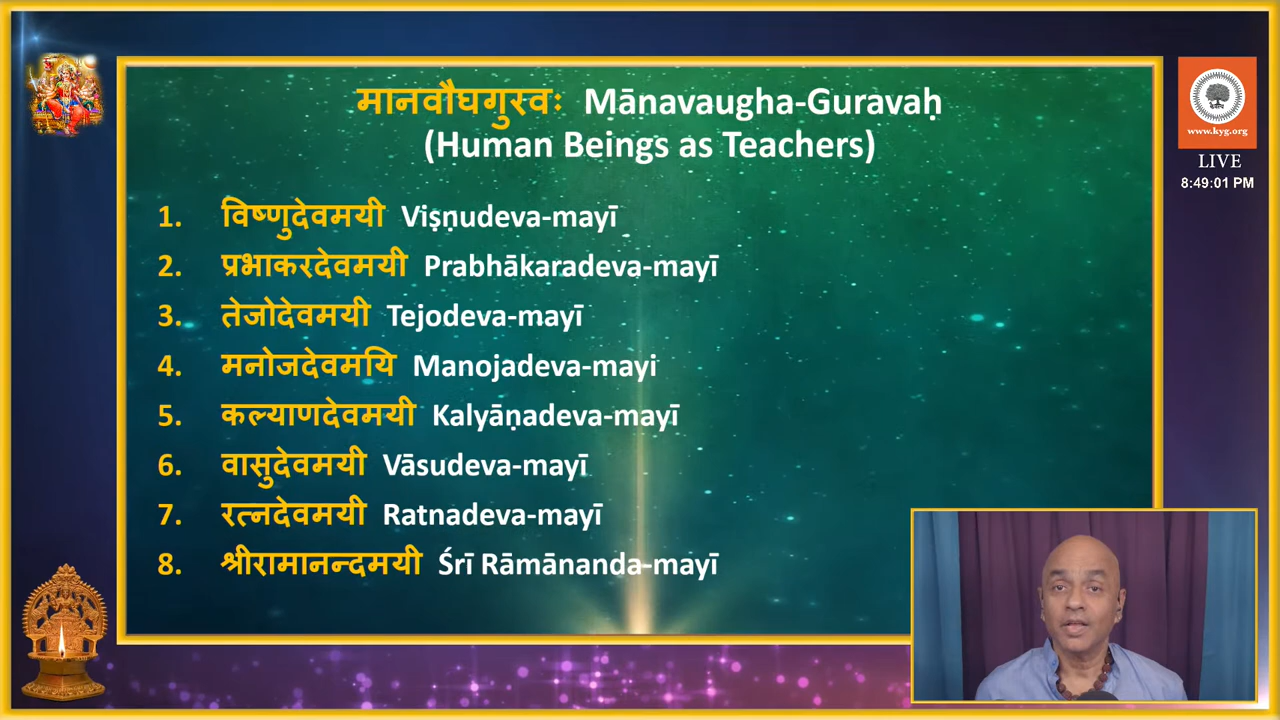 मानवौघगुरवः Mānavaugha-Guravaḥ
(Human Beings as Teachers)
1. विष्णुदेवमयी Viṣṇudeva-mayī
2. प्रभाकरदेवमयी Prabhākaradeva-mayī
3. तेजोदेवमयी Tejodeva-mayī
4. मनोजदेवमयि Manojadeva-mayi
5. कल्याणदेवमयी Kalyāṇadeva-mayī
6. वासुदेवमयी Vāsudeva-mayī
7. रत्नदेवमयी Ratnadeva-mayī
8. श्रीरामानन्दमयी Śrī Rāmānanda-mayī
www.kyg.org
LIVE
8:49:01 PM